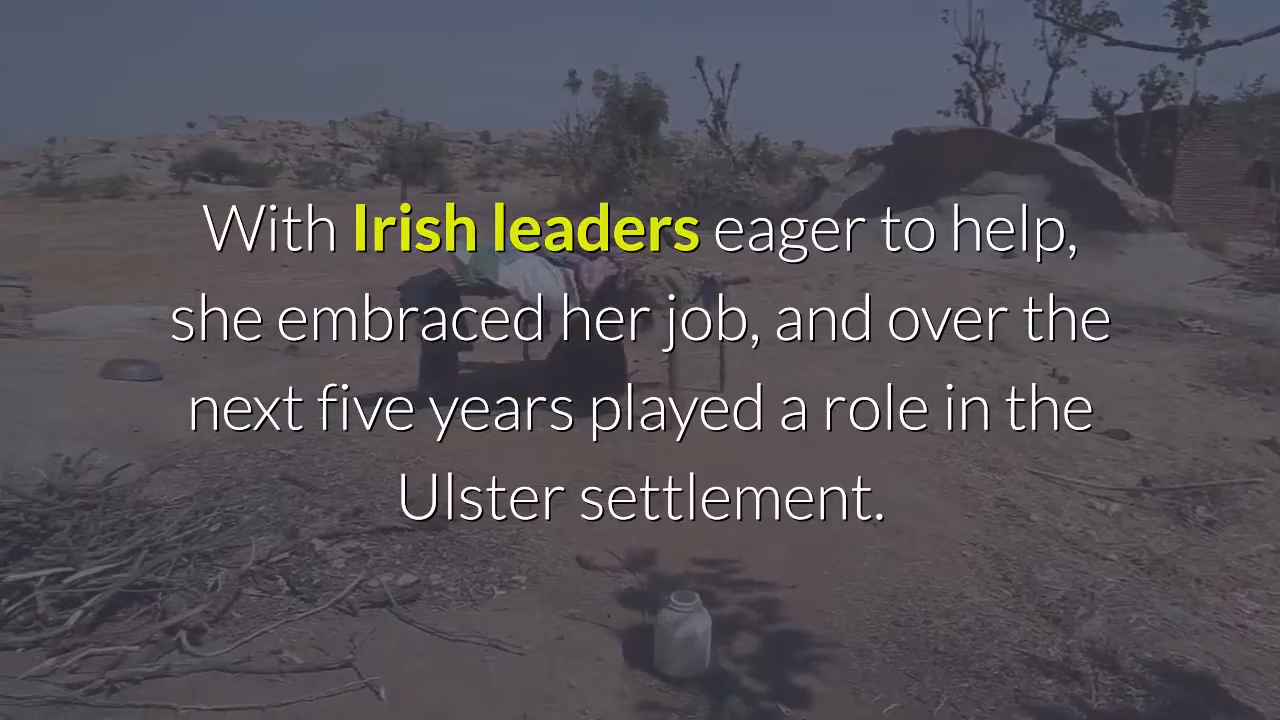 With Irish leaders eager to help,
she embraced her job, and over the
next five years played a role in the
Ulster settlement.